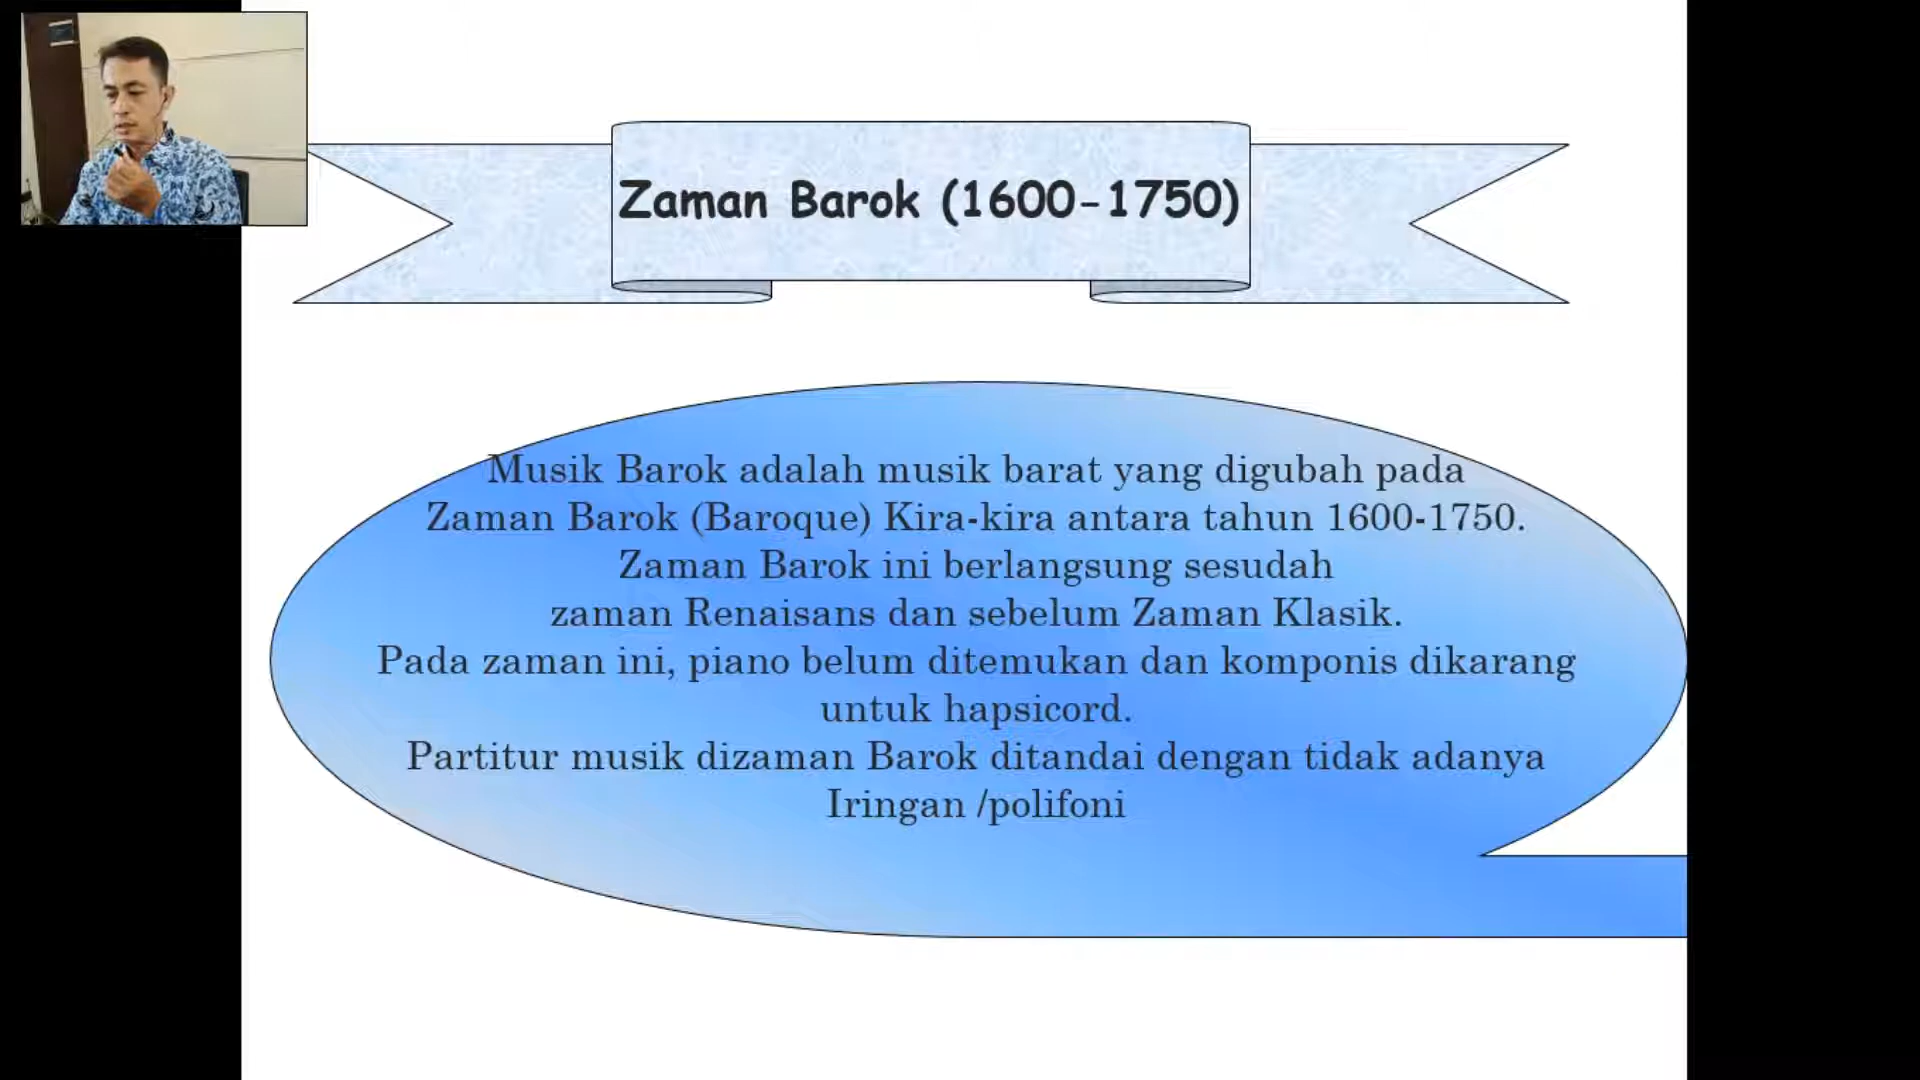 Zaman Barok (1600-1750)
Musik Barok adalah musik barat yang digubah pada
Zaman Barok (Baroque) Kira-kira antara tahun 1600-1750.
Zaman Barok ini berlangsung sesudah
zaman Renaisans dan sebelum Zaman Klasik.
Pada zaman ini, piano belum ditemukan dan komponis dikarang
untuk hapsicord.
Partitur musik dizaman Barok ditandai dengan tidak adanya
Iringan /polifoni